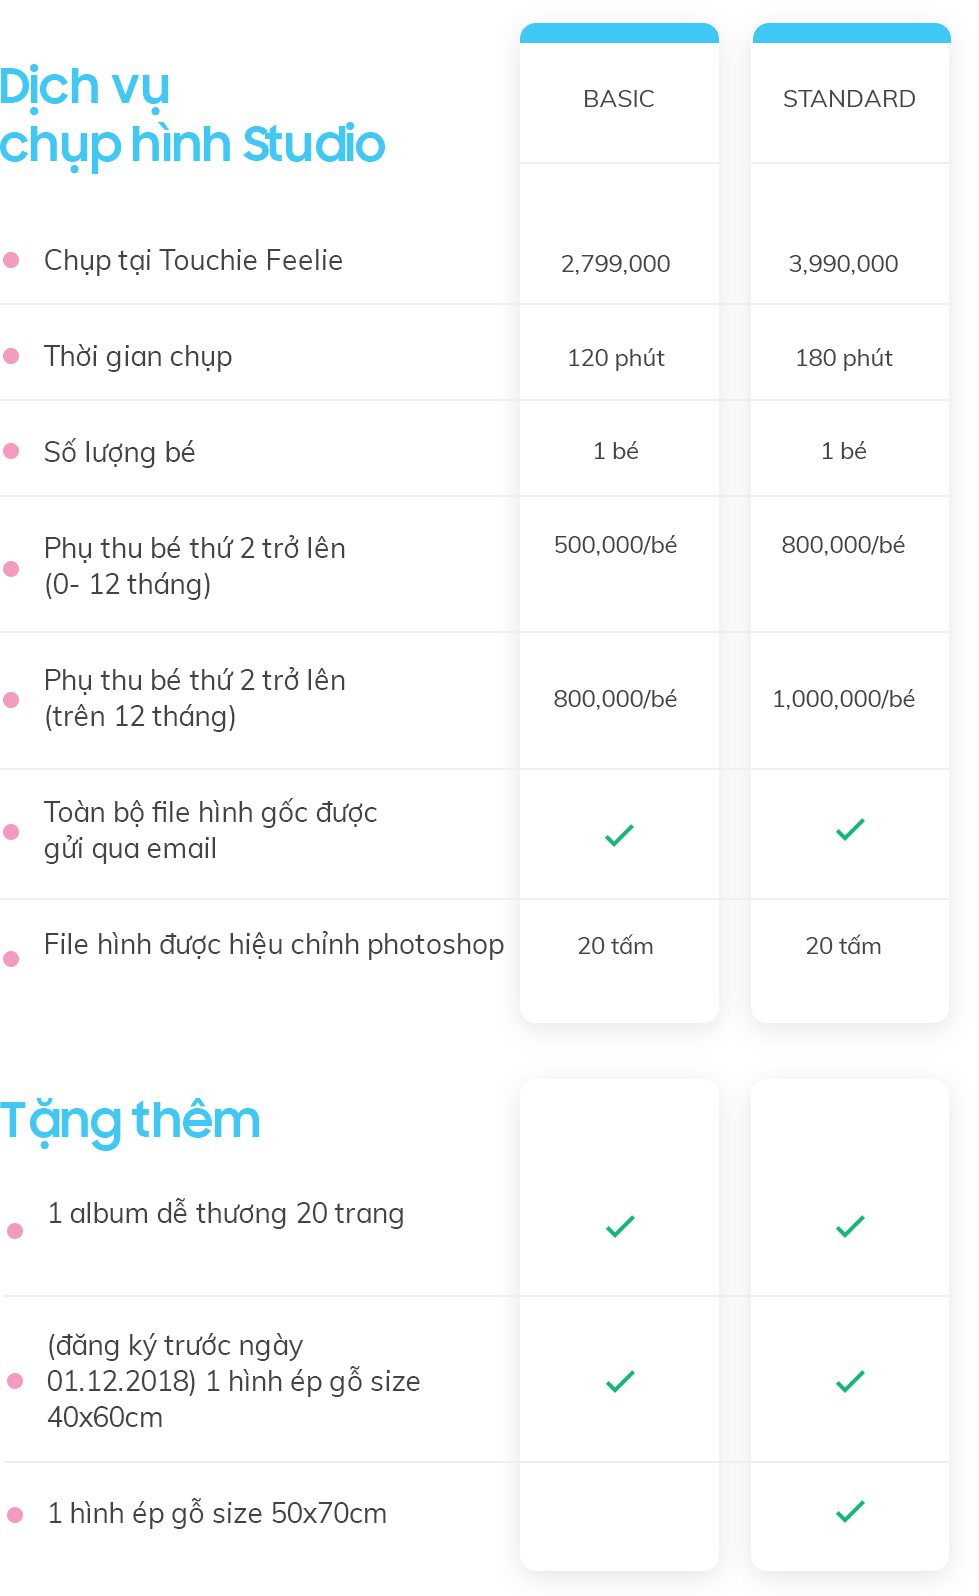 Dịch vụ
chụp hình Studio
BASIC
STANDARD
Chụp tại Touchie Feelie
2,799,000
3,990,000
Thời gian chụp
120 phút
180 phút
Số lượng bé
1 bé
1 bé
Phụ thu bé thứ 2 trở lên
(0- 12 tháng)
500,000/bé
800,000/bé
Phụ thu bé thứ 2 trở lên
(trên 12 tháng)
800,000/bé
1,000,000/bé
Toàn bộ file hình gốc được
gửi qua email
File hình được hiệu chỉnh photoshop
20 tấm
20 tấm
Tặng thêm
1 album dễ thương 20 trang
(đăng ký trước ngày
01.12.2018) 1 hình ép gỗ size
40x60cm
1 hình ép gỗ size 50x70cm